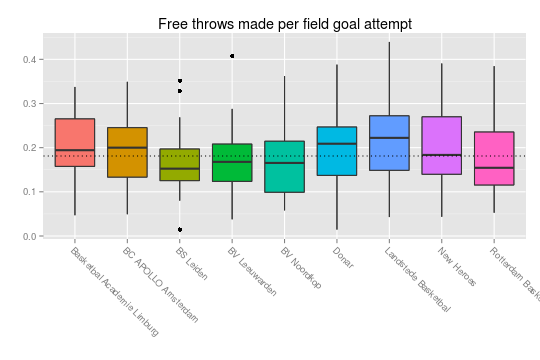 Free throws made per field goal attempt
0.4
0.3
0.2
0.1
0.0
Basketbal Academie Limburg
BC APOLLO Amsterdam
BS Leiden
BV Leeuwarden
BV Noordkop
Donar
Landstede Basketbal
New Heroes
Rotterdam Bask